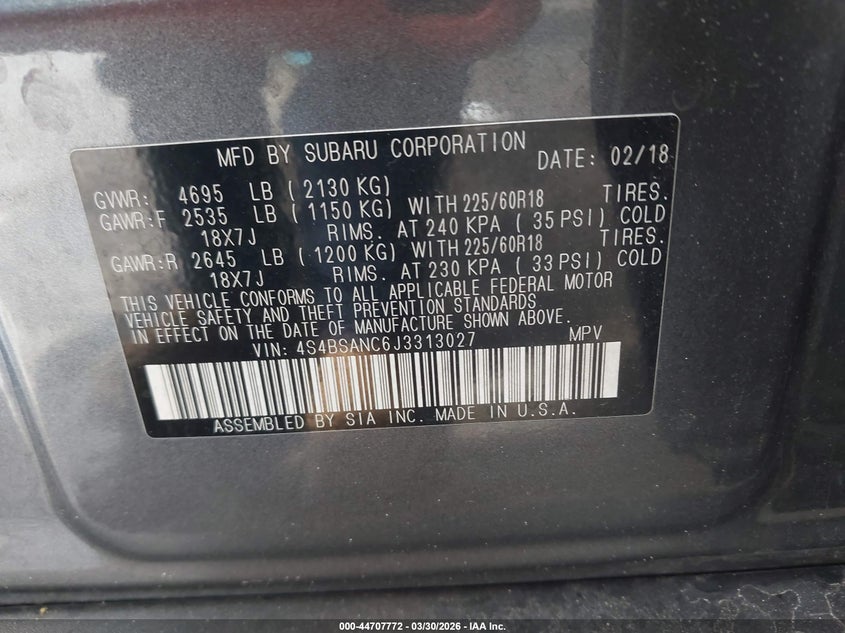 MFD BY SUBARU CORPORATION DATE: 02/18
GVWR: 4695 LB ( 2130 KG)
GAWR:F 2535 LB ( 1150 KG) WITH 225/60R18 TIRES.
18X7J RIMS. AT 240 KPA ( 35 PSI) COLD
GAWR:R 2645 LB ( 1200 KG) WITH 225/60R18 TIRES.
18X7J RIMS. AT 230 KPA ( 33 PSI) COLD
THIS VEHICLE CONFORMS TO ALL APPLICABLE FEDERAL MOTOR
VEHICLE SAFETY AND THEFT PREVENTION STANDARDS
IN EFFECT ON THE DATE OF MANUFACTURE SHOWN ABOVE.
VIN: 4S4BSANC6J3313027 MPV
ASSEMBLED BY SIA INC. MADE IN U.S.A.
000-44707772 — 03/30/2026 - IAA Inc.